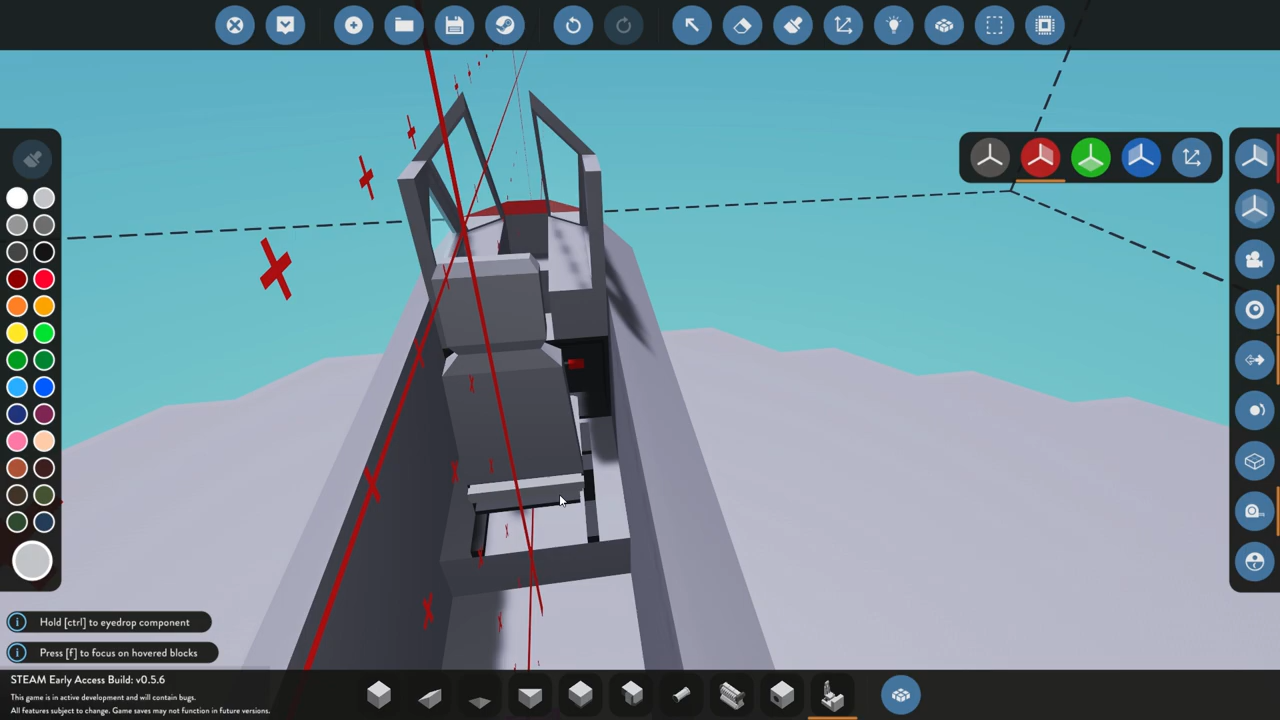 Hold [ctrl] to eyedrop component
Press [f] to focus on hovered blocks
STEAM Early Access Build: v0.5.6
This game is in active development and will contain bugs.
All features subject to change. Game saves may not function in future versions.